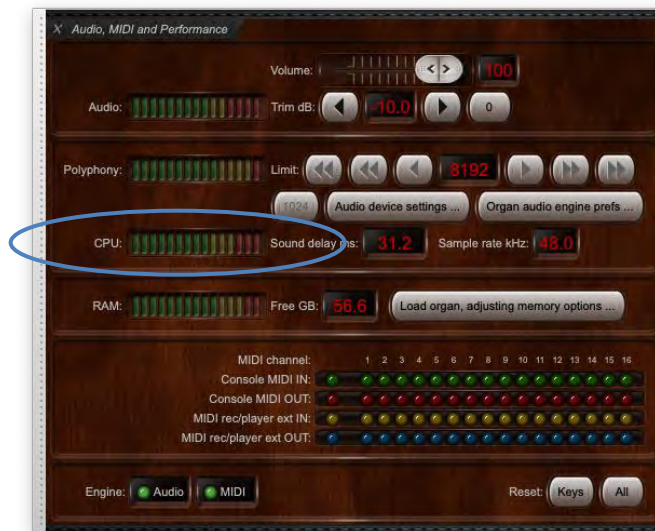 X Audio, MIDI and Performance
Volume: < > 100
Audio: Trim dB: -10.0 0
Polyphony: Limit: 8192
1024 Audio device settings ... Organ audio engine prefs ...
CPU: Sound delay ms: 31.2 Sample rate kHz: 48.0
RAM: Free GB: 56.6 Load organ, adjusting memory options ...
MIDI channel: 1 2 3 4 5 6 7 8 9 10 11 12 13 14 15 16
Console MIDI IN:
Console MIDI OUT:
MIDI rec/player ext IN:
MIDI rec/player ext OUT:
Engine: Audio MIDI Reset: Keys All